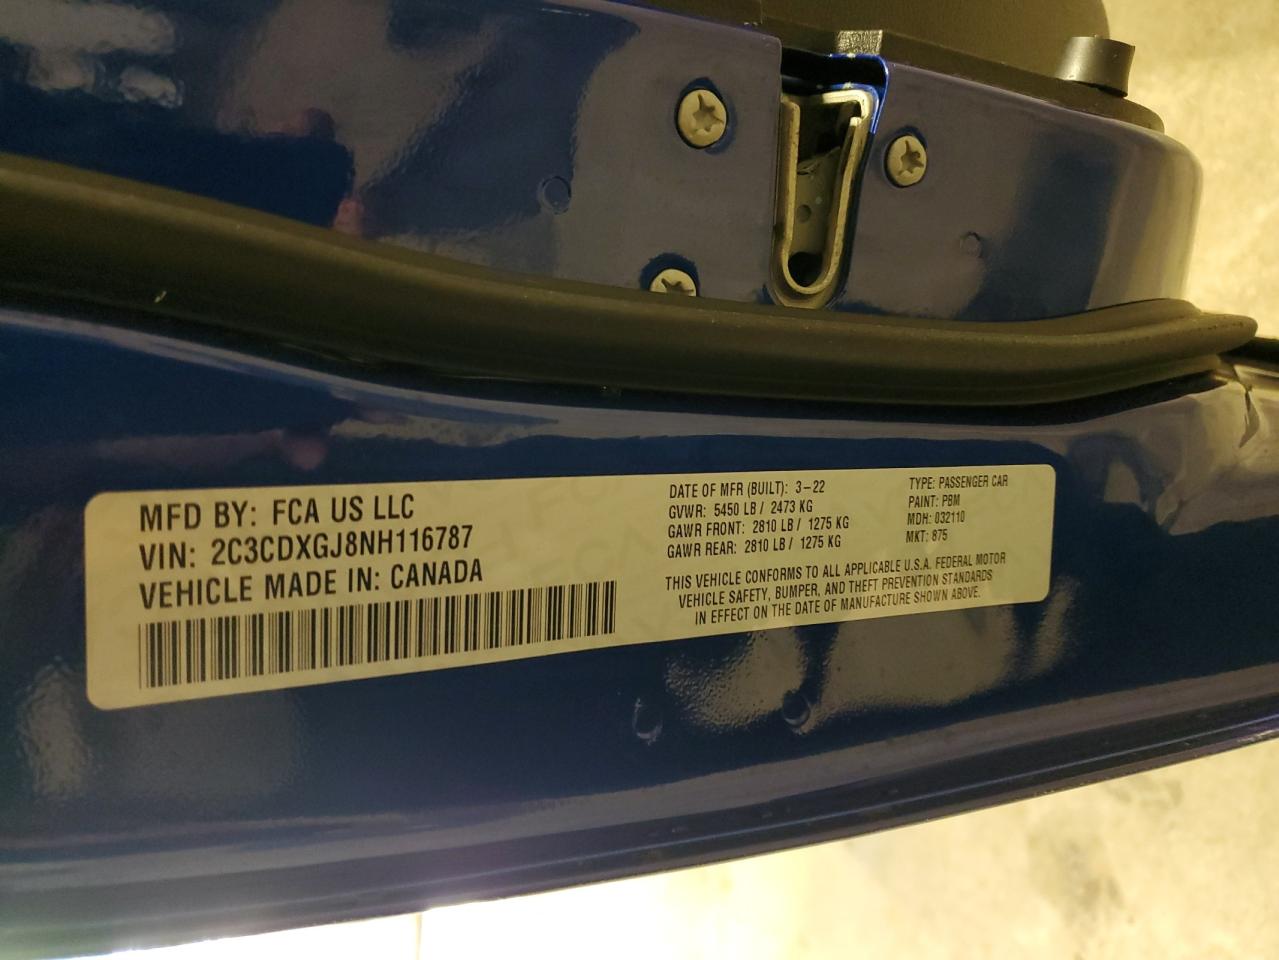 MFD BY: FCA US LLC
VIN: 2C3CDXGJ8NH116787
VEHICLE MADE IN: CANADA
DATE OF MFR (BUILT): 3-22
GVWR: 5450 LB / 2473 KG
GAWR FRONT: 2810 LB / 1275 KG
GAWR REAR: 2810 LB / 1275 KG
TYPE: PASSENGER CAR
PAINT: PBM
MDH: 032110
MKT: 875
THIS VEHICLE CONFORMS TO ALL APPLICABLE U.S.A. FEDERAL MOTOR
VEHICLE SAFETY, BUMPER, AND THEFT PREVENTION STANDARDS
IN EFFECT ON THE DATE OF MANUFACTURE SHOWN ABOVE.